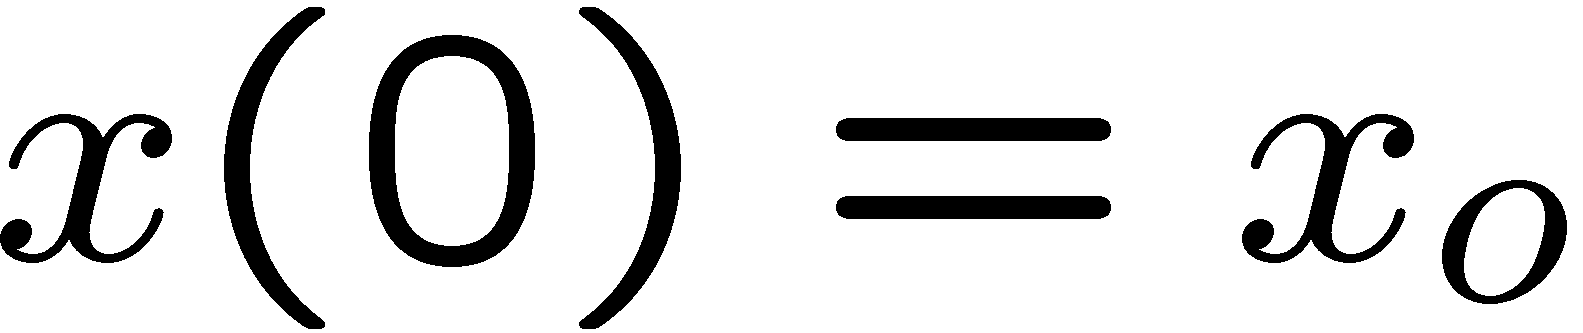 x(0) = x_o